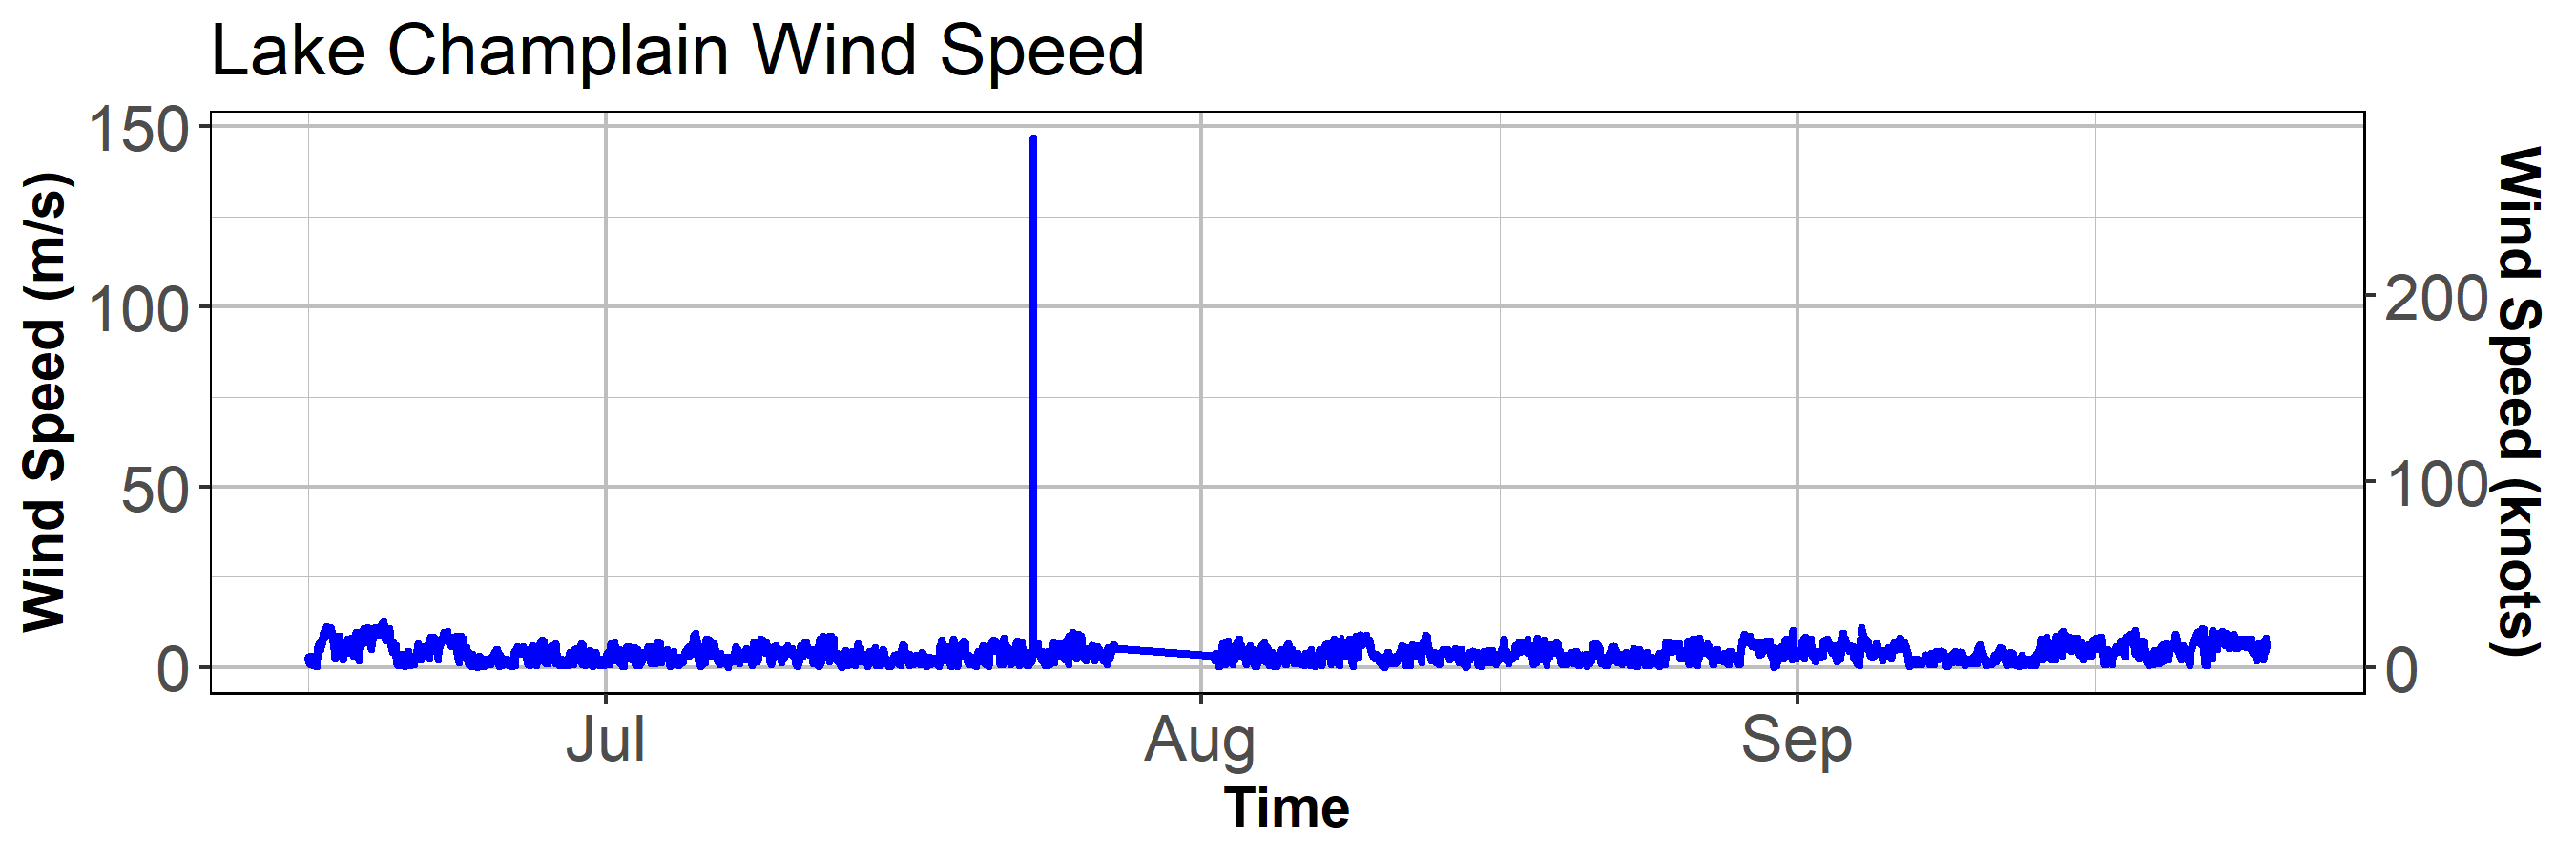 Lake Champlain Wind Speed
Wind Speed (m/s)
150
100
50
0
200
100
0
Wind Speed (knots)
Jul
Aug
Sep
Time